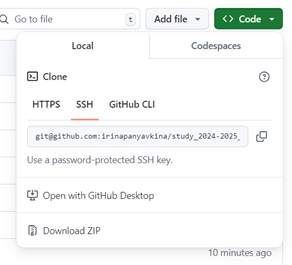 Go to file
t
Add file
Code
Local
Codespaces
Clone
HTTPS
SSH
GitHub CLI
git@github.com:irinapanyavkina/study_2024-2025_
Use a password-protected SSH key.
Open with GitHub Desktop
Download ZIP
10 minutes ago